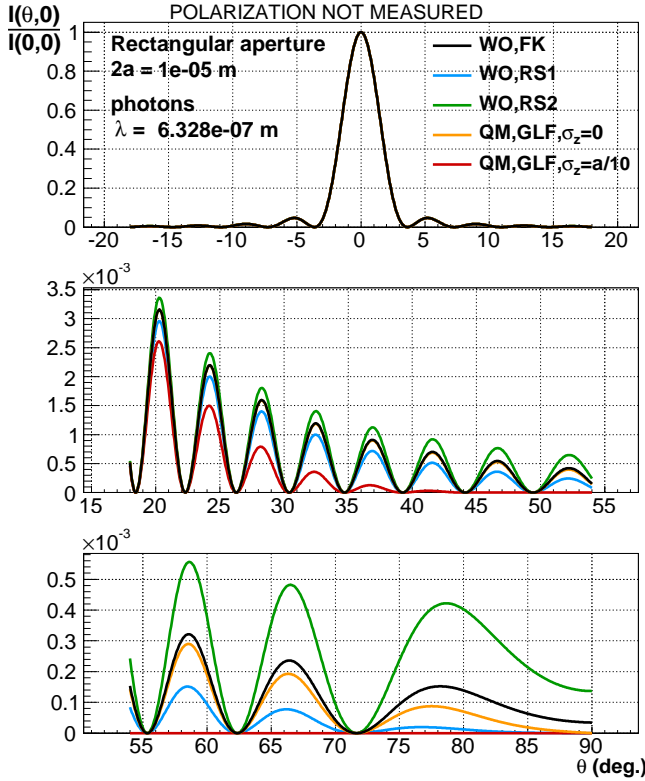 POLARIZATION NOT MEASURED
I(θ,0)
I(0,0)
Rectangular aperture
2a = 1e-05 m
photons
λ = 6.328e-07 m
WO,FK
WO,RS1
WO,RS2
QM,GLF,σz=0
QM,GLF,σz=a/10
1
0.8
0.6
0.4
0.2
0
-20 -15 -10 -5 0 5 10 15 20
×10⁻³
3.5
3
2.5
2
1.5
1
0.5
0
15 20 25 30 35 40 45 50 55
×10⁻³
0.5
0.4
0.3
0.2
0.1
0
55 60 65 70 75 80 85 90
θ (deg.)